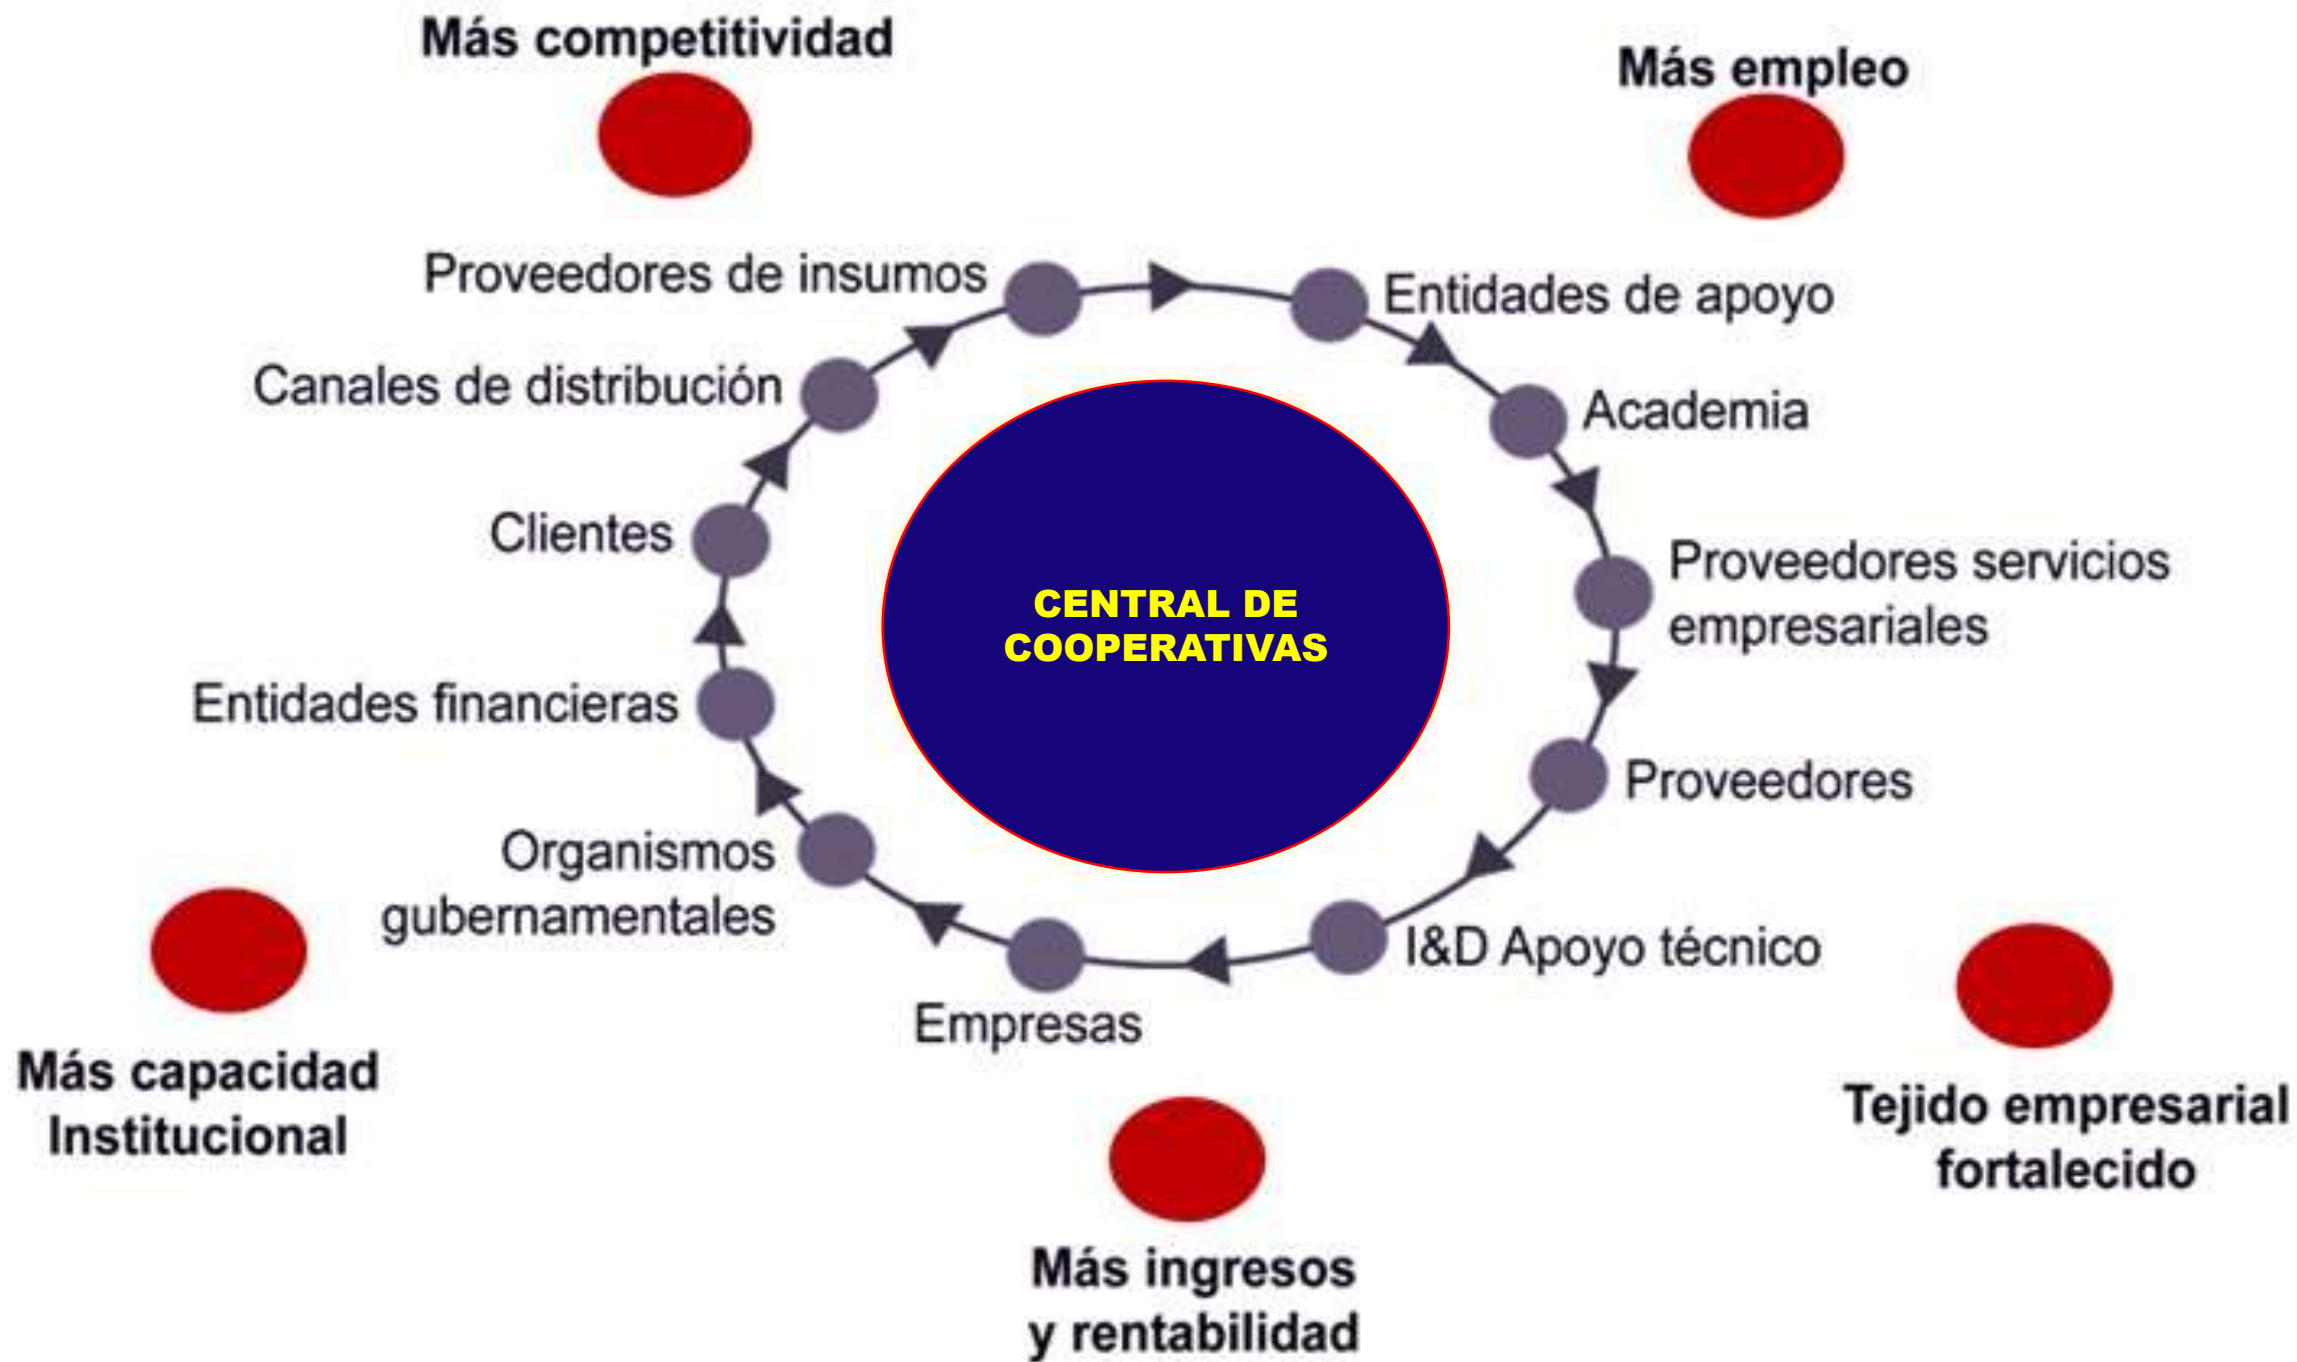 Más competitividad
Más empleo
Proveedores de insumos
Entidades de apoyo
Canales de distribución
Academia
Clientes
Proveedores servicios
empresariales
CENTRAL DE
COOPERATIVAS
Entidades financieras
Proveedores
Organismos
gubernamentales
I&D Apoyo técnico
Empresas
Más capacidad
Institucional
Tejido empresarial
fortalecido
Más ingresos
y rentabilidad